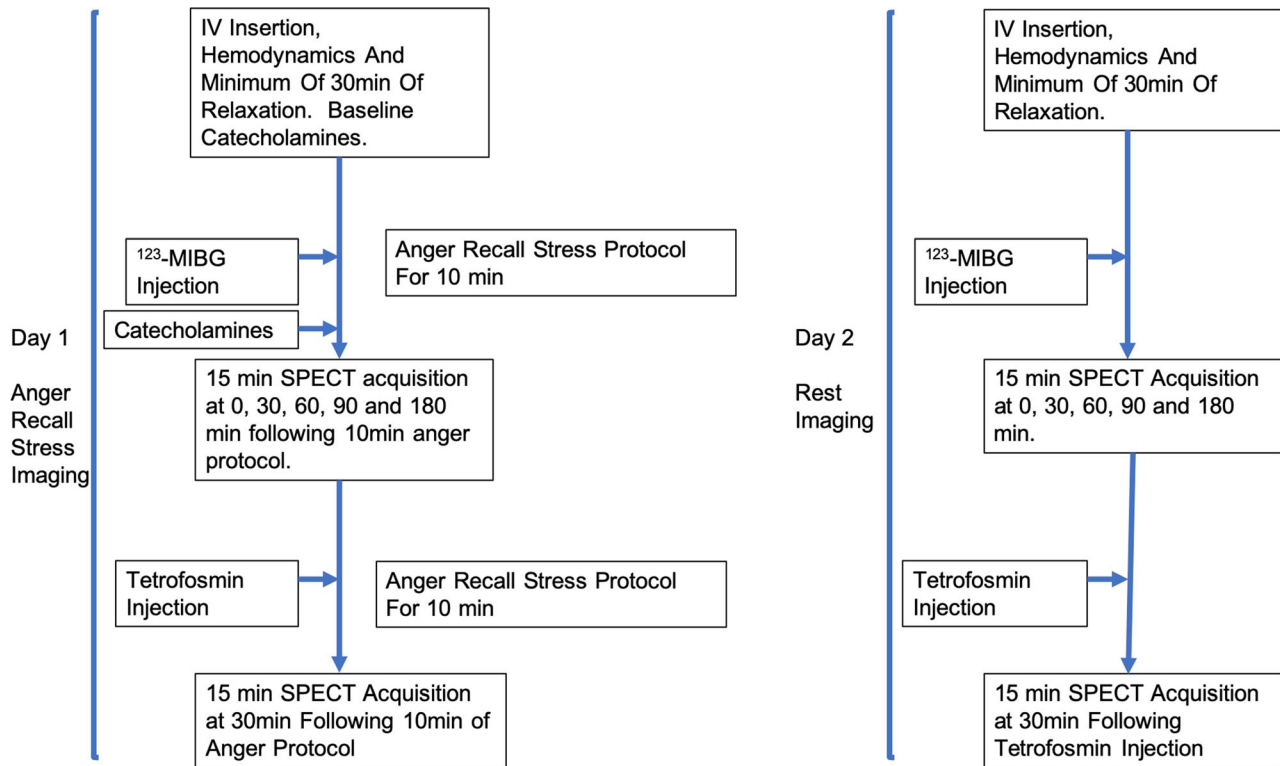 IV Insertion,
Hemodynamics And
Minimum Of 30min Of
Relaxation. Baseline
Catecholamines.
¹²³-MIBG
Injection
Anger Recall Stress Protocol
For 10 min
Catecholamines
Day 1
Anger
Recall
Stress
Imaging
15 min SPECT acquisition
at 0, 30, 60, 90 and 180
min following 10min anger
protocol.
Tetrofosmin
Injection
Anger Recall Stress Protocol
For 10 min
15 min SPECT Acquisition
at 30min Following 10min of
Anger Protocol
IV Insertion,
Hemodynamics And
Minimum Of 30min Of
Relaxation.
¹²³-MIBG
Injection
Day 2
Rest
Imaging
15 min SPECT Acquisition
at 0, 30, 60, 90 and 180
min.
Tetrofosmin
Injection
15 min SPECT Acquisition
at 30min Following
Tetrofosmin Injection